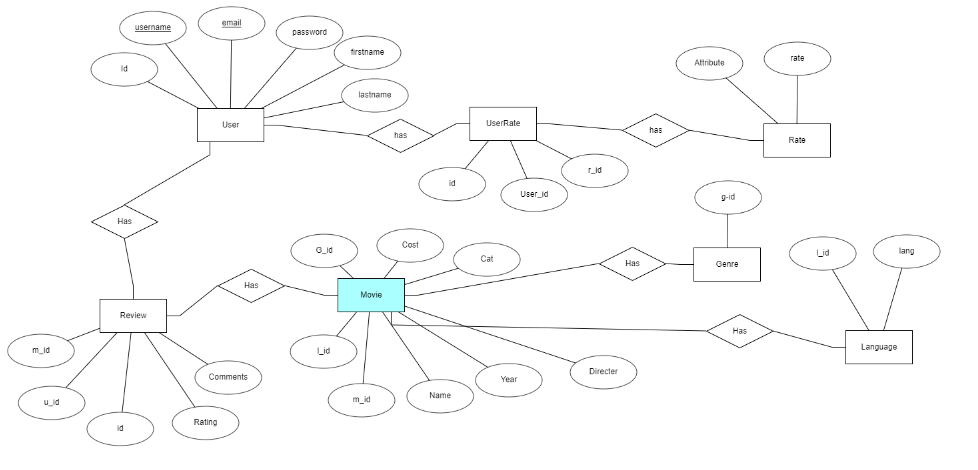 username
email
password
firstname
Id
lastname
User
has
UserRate
has
Rate
Attribute
rate
id
User_id
r_id
Has
g-id
Genre
Has
G_id
Cost
Cat
Movie
Has
l_id
lang
Language
Has
Review
m_id
u_id
id
Rating
Comments
l_id
m_id
Name
Year
Directer